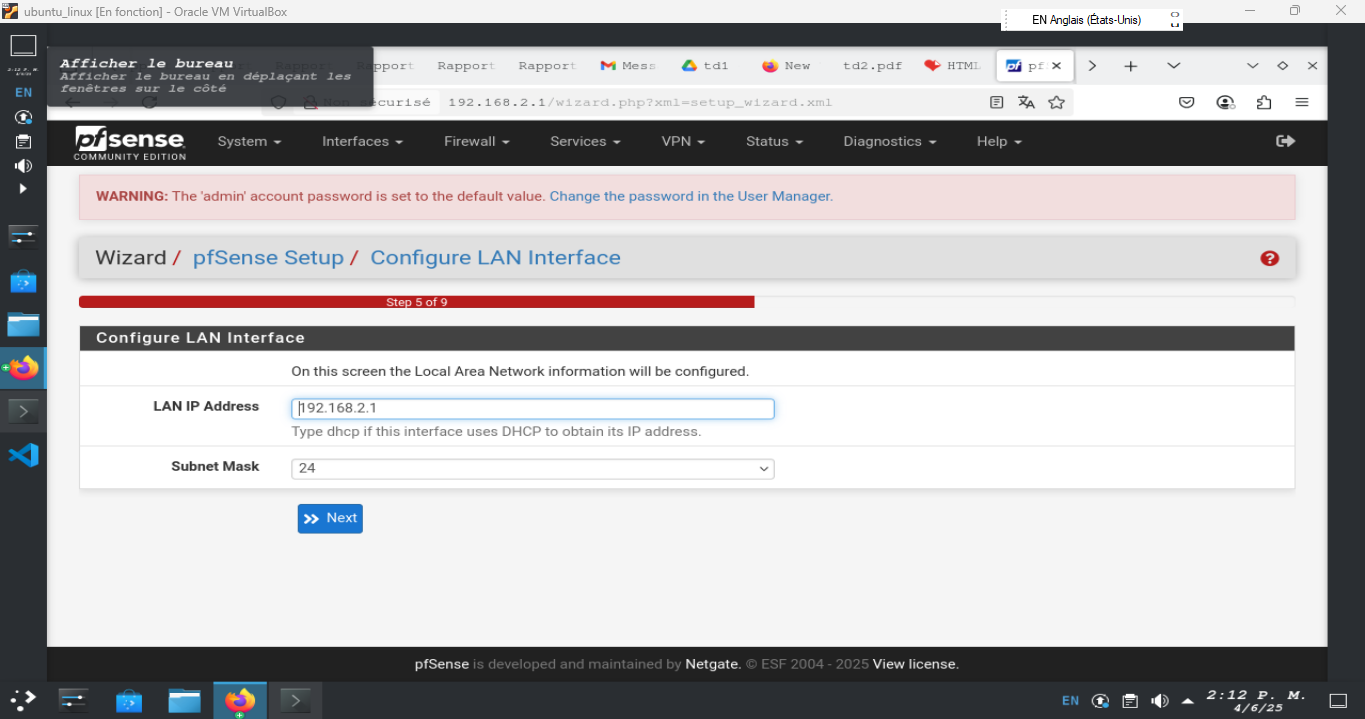 ubuntu_linux [En fonction] - Oracle VM VirtualBox
EN Anglais (États-Unis)
Afficher le bureau
Afficher le bureau en déplaçant les
fenêtres sur le côté
Rapport Rapport Mess td1 New td2.pdf HTML pf
2:12 P. M.
4/6/25
EN
192.168.2.1/wizard.php?xml=setup_wizard.xml
pfsense
COMMUNITY EDITION
System Interfaces Firewall Services VPN Status Diagnostics Help
WARNING: The 'admin' account password is set to the default value. Change the password in the User Manager.
Wizard / pfSense Setup / Configure LAN Interface
Step 5 of 9
Configure LAN Interface
On this screen the Local Area Network information will be configured.
LAN IP Address
192.168.2.1
Type dhcp if this interface uses DHCP to obtain its IP address.
Subnet Mask
24
Next
pfSense is developed and maintained by Netgate. © ESF 2004 - 2025 View license.
EN
2:12 P. M.
4/6/25